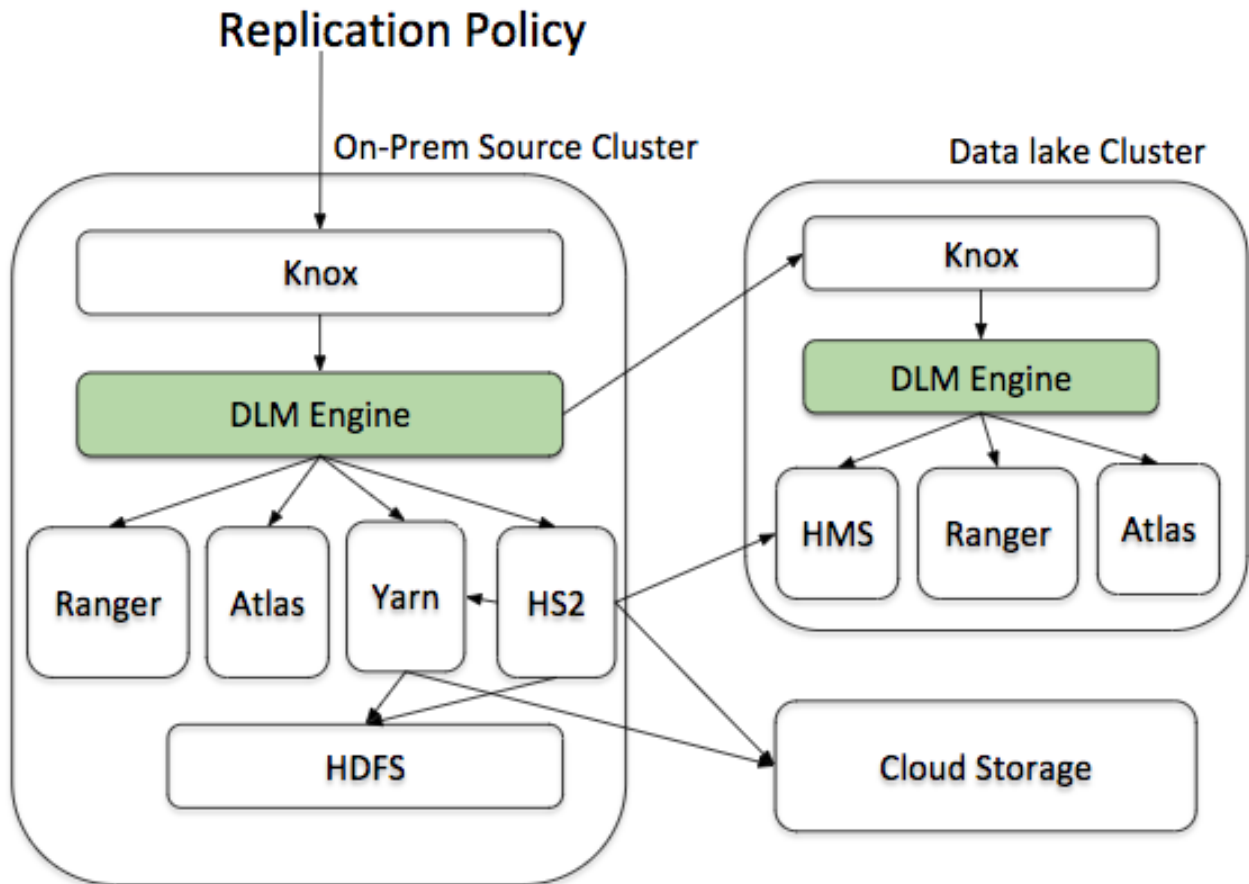 Replication Policy
On-Prem Source Cluster
Knox
DLM Engine
Ranger
Atlas
Yarn
HS2
HDFS
Data lake Cluster
Knox
DLM Engine
HMS
Ranger
Atlas
Cloud Storage